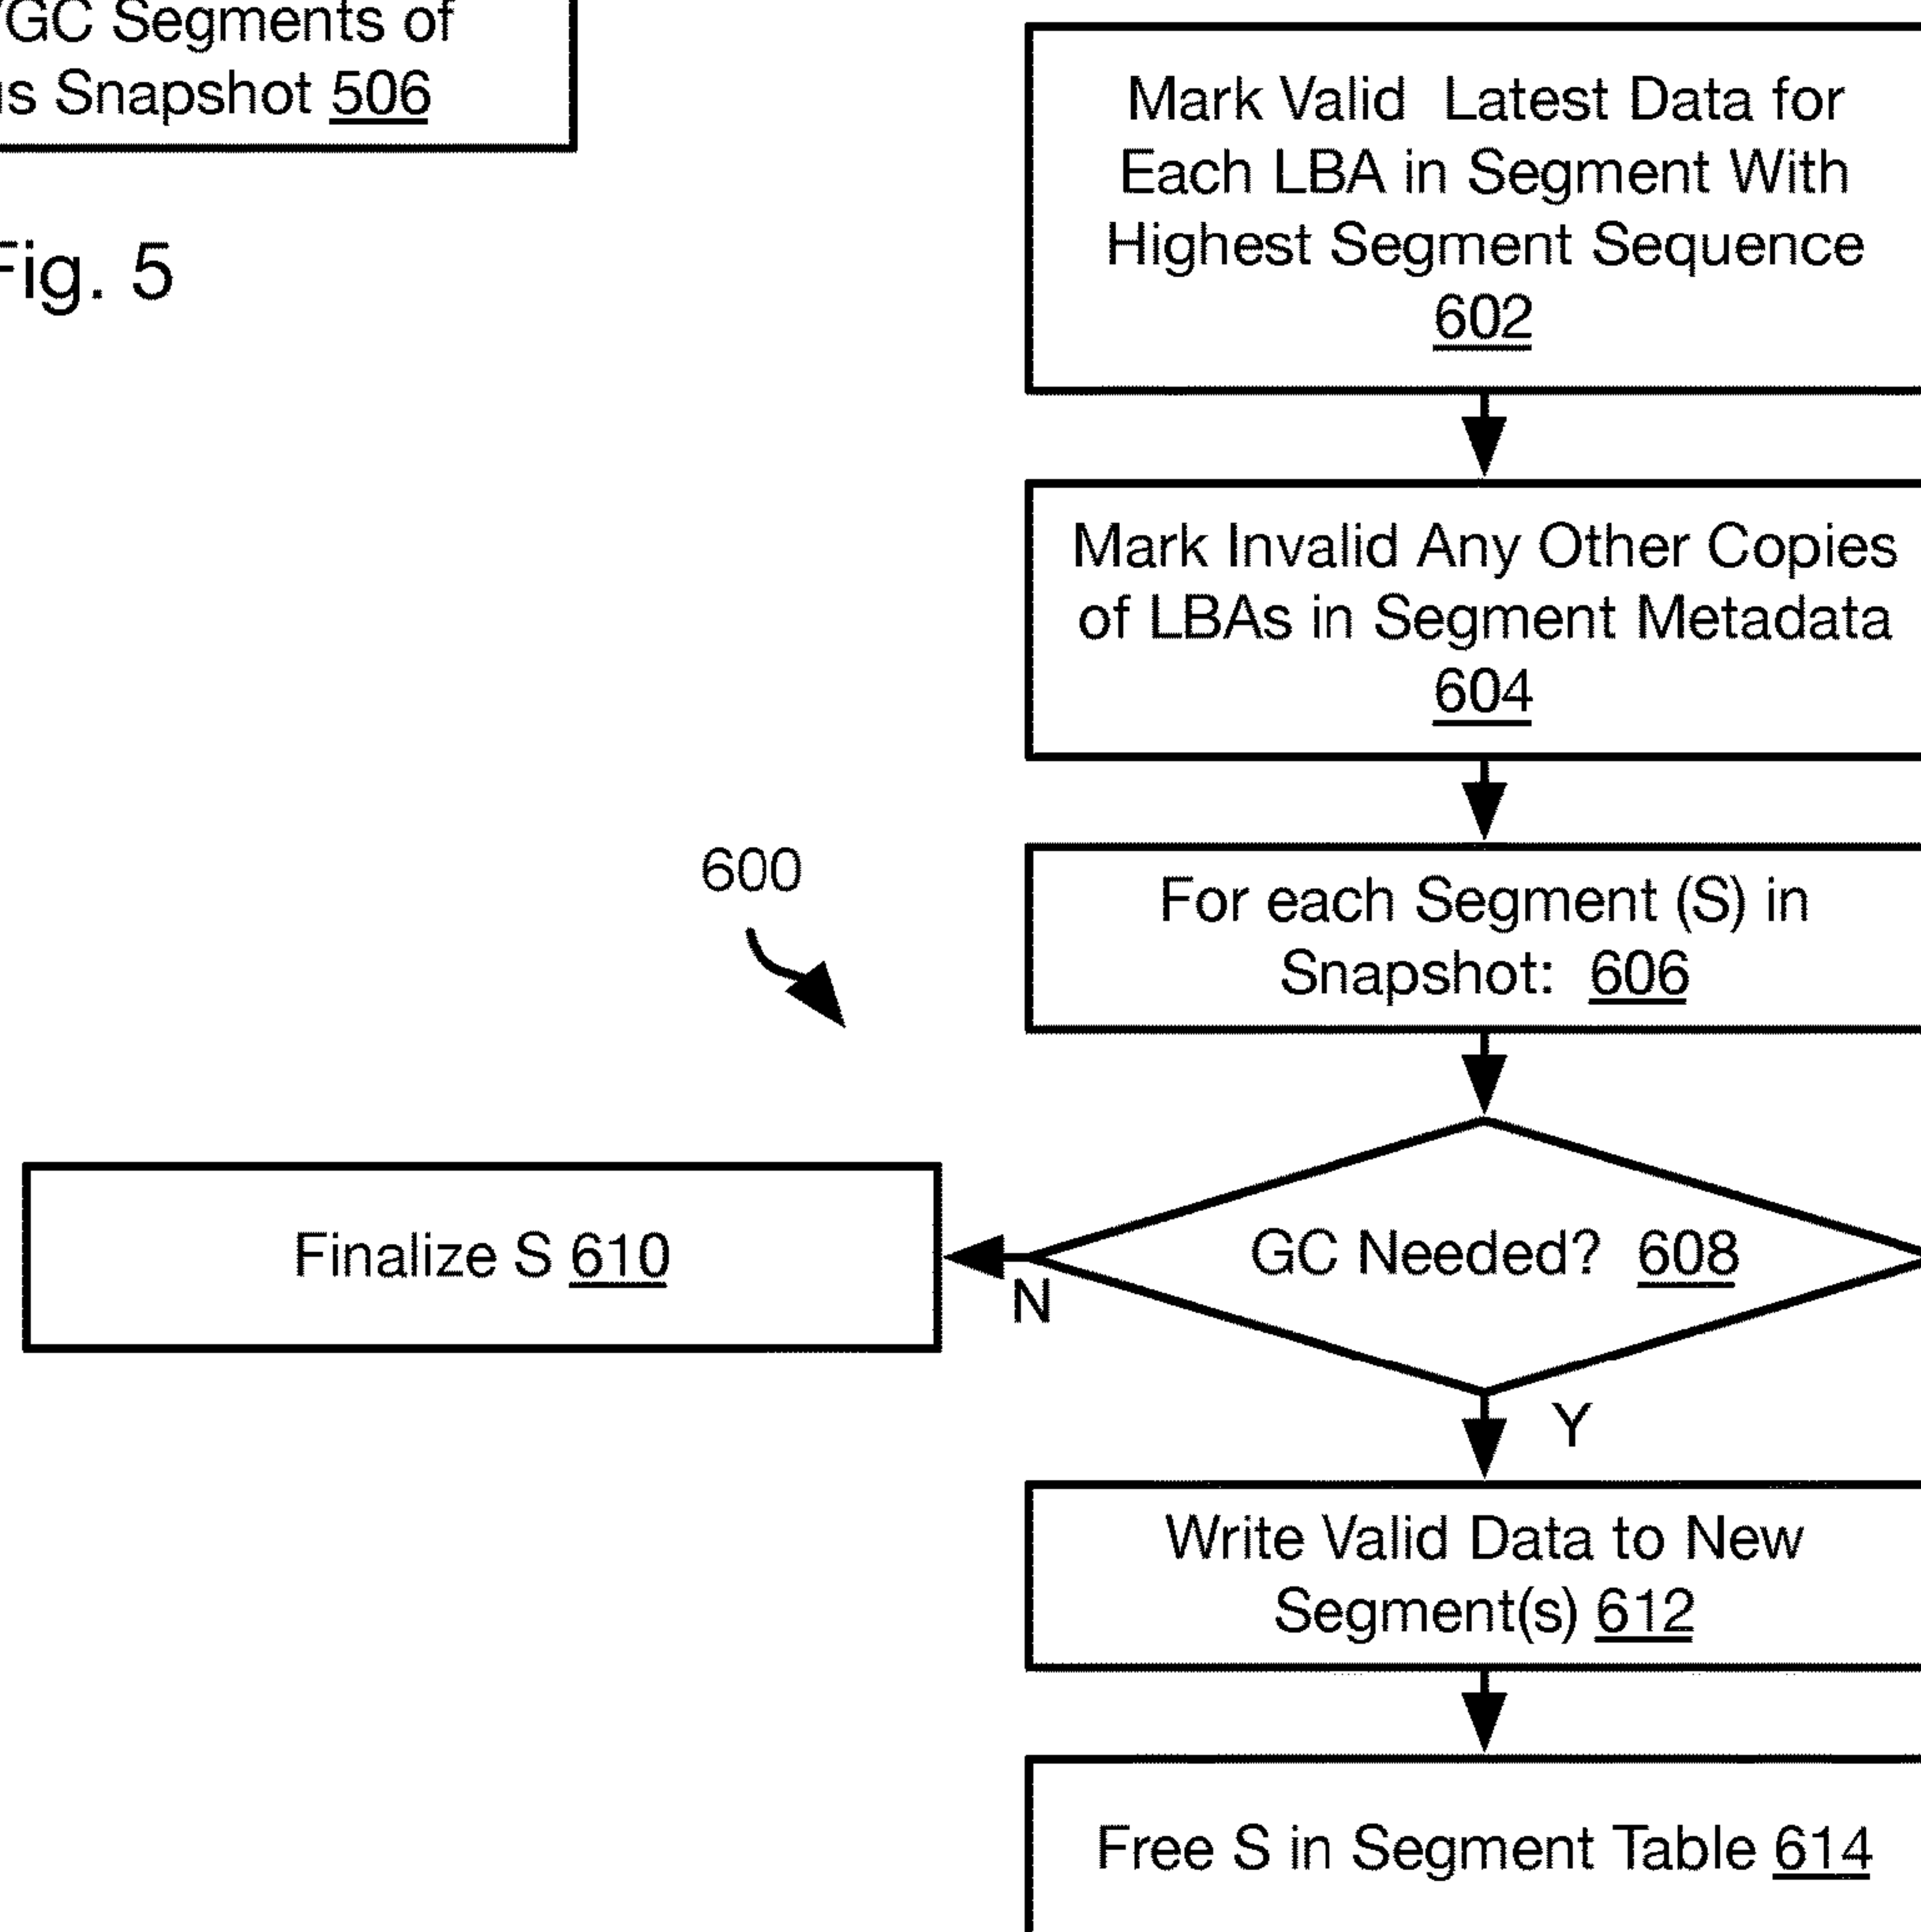 GC Segments of
Snapshot 506
Fig. 5
Mark Valid Latest Data for
Each LBA in Segment With
Highest Segment Sequence
602
Mark Invalid Any Other Copies
of LBAs in Segment Metadata
604
600
For each Segment (S) in
Snapshot: 606
Finalize S 610
GC Needed? 608
N
Y
Write Valid Data to New
Segment(s) 612
Free S in Segment Table 614